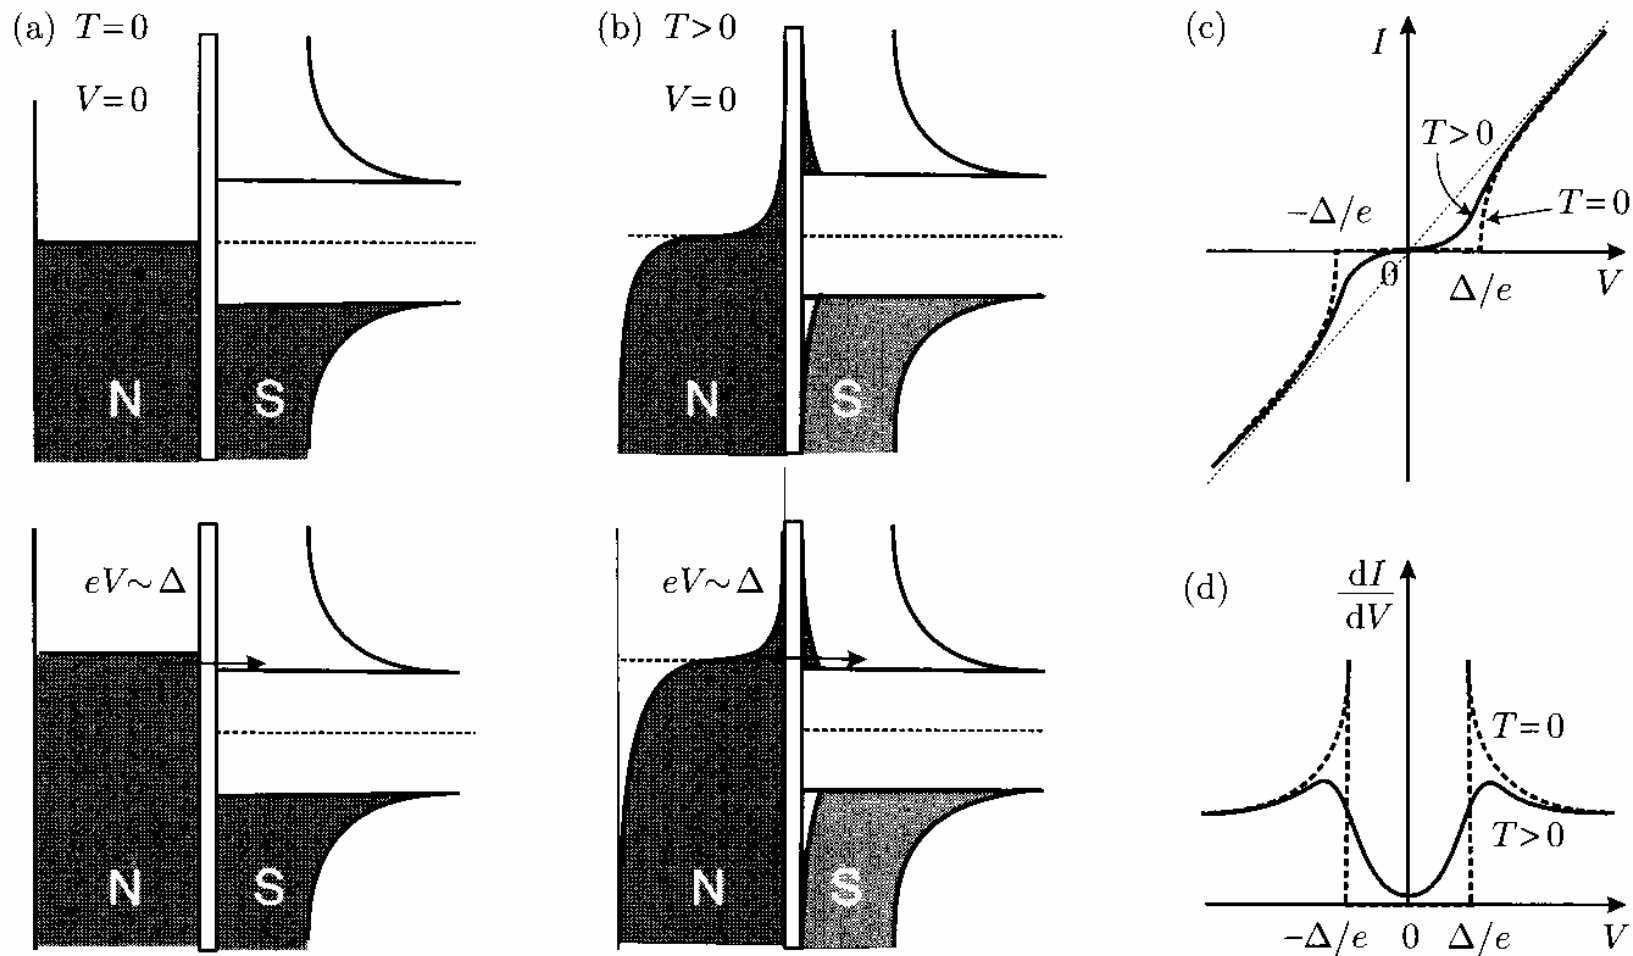 (a) T=0
V=0
N S
eV~Δ
N S
(b) T>0
V=0
N S
eV~Δ
N S
(c) I
T>0
T=0
−Δ/e
0
Δ/e
V
(d) dI
dV
T=0
T>0
−Δ/e 0 Δ/e V